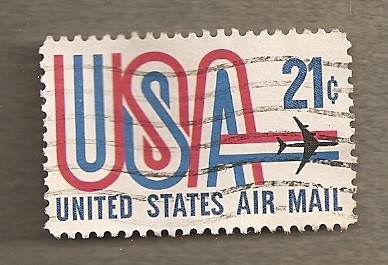 USA
21¢
UNITED STATES AIR MAIL